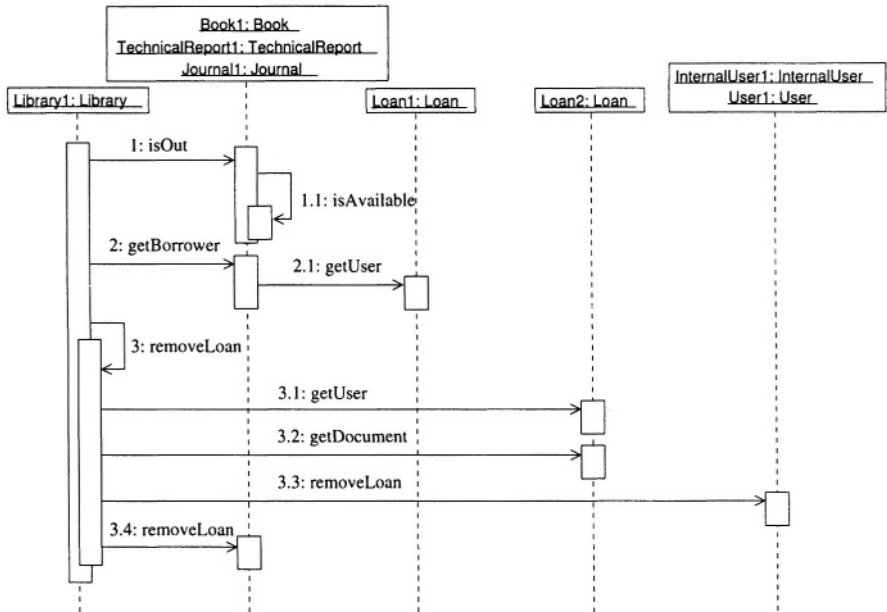 Book1: Book
TechnicalReport1: TechnicalReport
Journal1: Journal
Library1: Library
Loan1: Loan
Loan2: Loan
InternalUser1: InternalUser
User1: User
1: isOut
1.1: isAvailable
2: getBorrower
2.1: getUser
3: removeLoan
3.1: getUser
3.2: getDocument
3.3: removeLoan
3.4: removeLoan